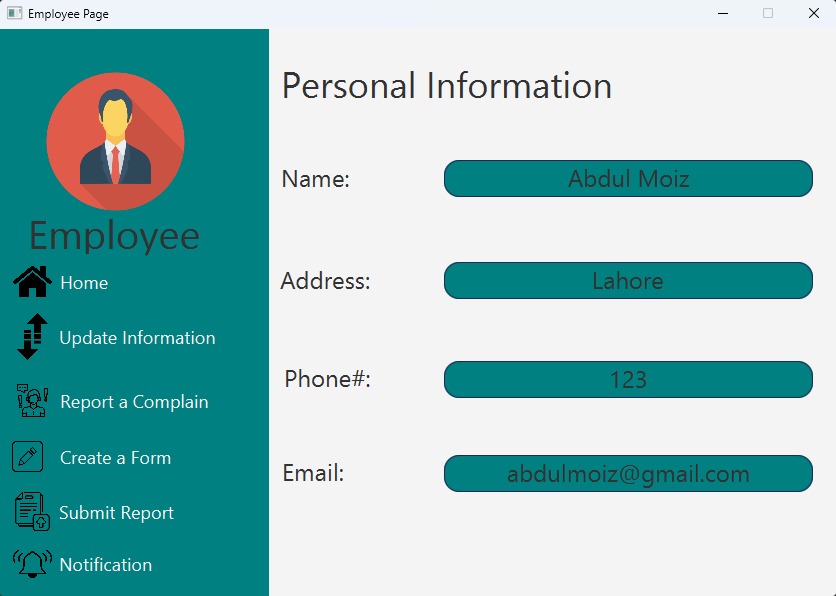 Employee Page
Employee
Home
Update Information
Report a Complain
Create a Form
Submit Report
Notification
Personal Information
Name: Abdul Moiz
Address: Lahore
Phone#: 123
Email: abdulmoiz@gmail.com